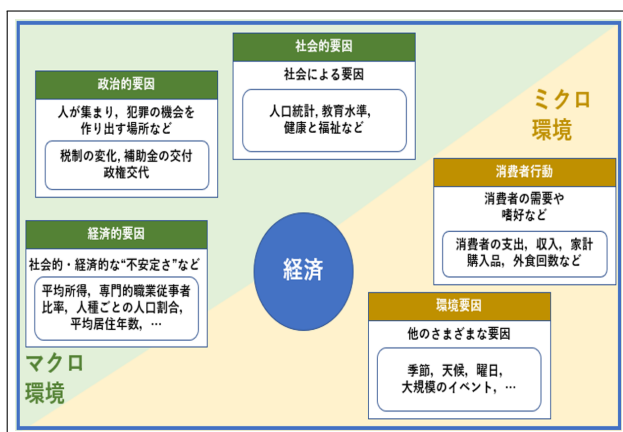 社会的要因
社会による要因
人口統計, 教育水準,
健康と福祉など
政治的要因
人が集まり，犯罪の機会を
作り出す場所など
税制の変化, 補助金の交付
政権交代
ミクロ
環境
消費者行動
消費者の需要や
嗜好など
消費者の支出，収入，家計
購入品，外食回数など
経済的要因
社会的・経済的な“不安定さ”など
平均所得，専門的職業従事者
比率，人種ごとの人口割合，
平均居住年数，…
経済
環境要因
他のさまざまな要因
季節，天候，曜日，
大規模のイベント，…
マクロ
環境